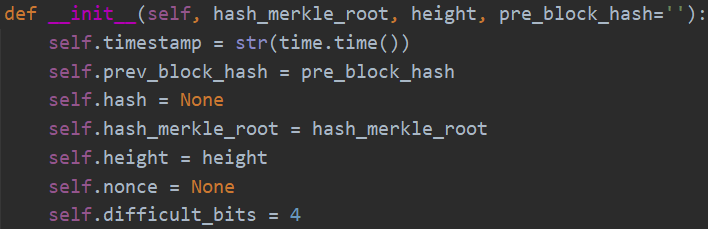 def __init__(self, hash_merkle_root, height, pre_block_hash=''):
    self.timestamp = str(time.time())
    self.prev_block_hash = pre_block_hash
    self.hash = None
    self.hash_merkle_root = hash_merkle_root
    self.height = height
    self.nonce = None
    self.difficult_bits = 4